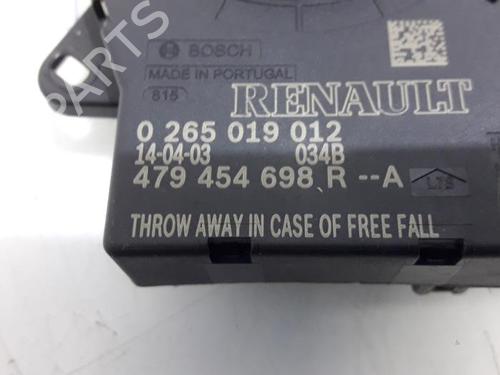 BOSCH
MADE IN PORTUGAL
815
RENAULT
0 265 019 012
14-04-03 034B
479 454 698 R --A
THROW AWAY IN CASE OF FREE FALL